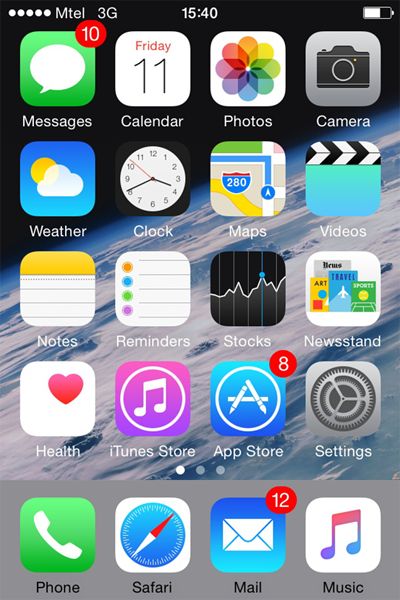 Mtel 3G 15:40
10
Friday
11
Messages Calendar Photos Camera
280
Weather Clock Maps Videos
News
ART TRAVEL SPORTS
Notes Reminders Stocks Newsstand
8
Health iTunes Store App Store Settings
12
Phone Safari Mail Music